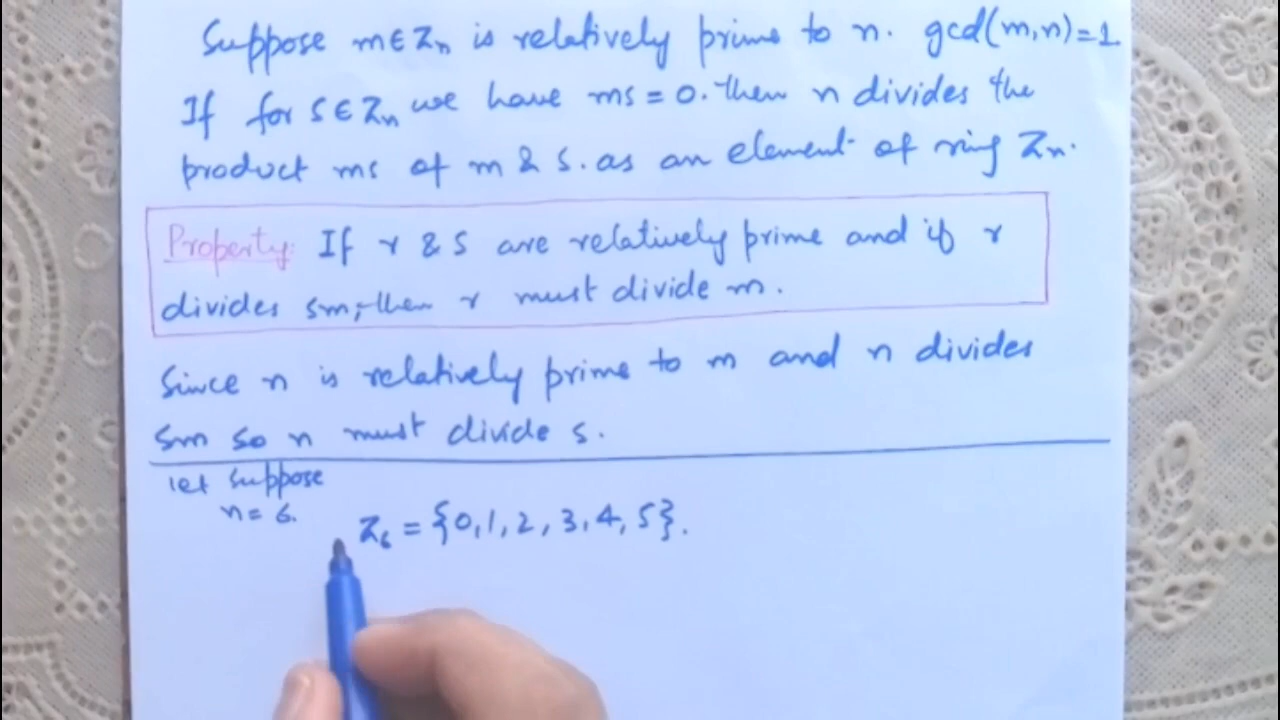 Suppose m∈Zn is relatively prime to n. gcd(m,n)=1
If for S∈Zn we have ms=0. then n divides the
product ms of m & s. as an element of ring Zn.
Property: If r & s are relatively prime and if r
divides sm, then r must divide m.
Since n is relatively prime to m and n divides
sm so n must divide s.
let suppose
n=6.
Z6 = {0,1,2,3,4,5}.